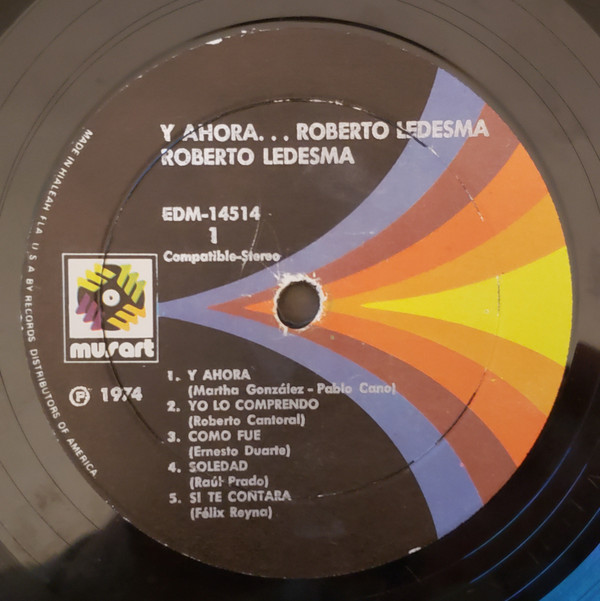 Y AHORA. . . ROBERTO LEDESMA
ROBERTO LEDESMA
EDM-14514
1
Compatible-Stereo
musart
Ⓟ 1974
1. Y AHORA
(Martha González - Pablo Cano)
2. YO LO COMPRENDO
(Roberto Cantoral)
3. COMO FUE
(Ernesto Duarte)
4. SOLEDAD
(Raúl Prado)
5. SI TE CONTARA
(Félix Reyna)
MADE IN HIALEAH FLA. U S A BY RECORDS DISTRIBUTORS OF AMERICA